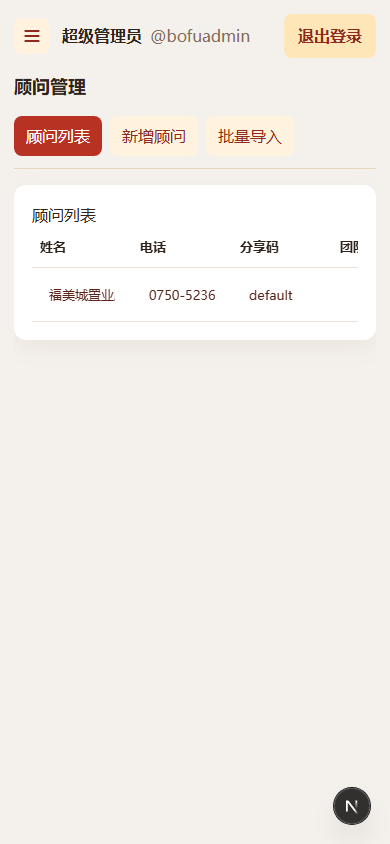 超级管理员 @bofuadmin 退出登录
顾问管理
顾问列表 新增顾问 批量导入
顾问列表
姓名 电话 分享码
福美城置业 0750-5236 default
N